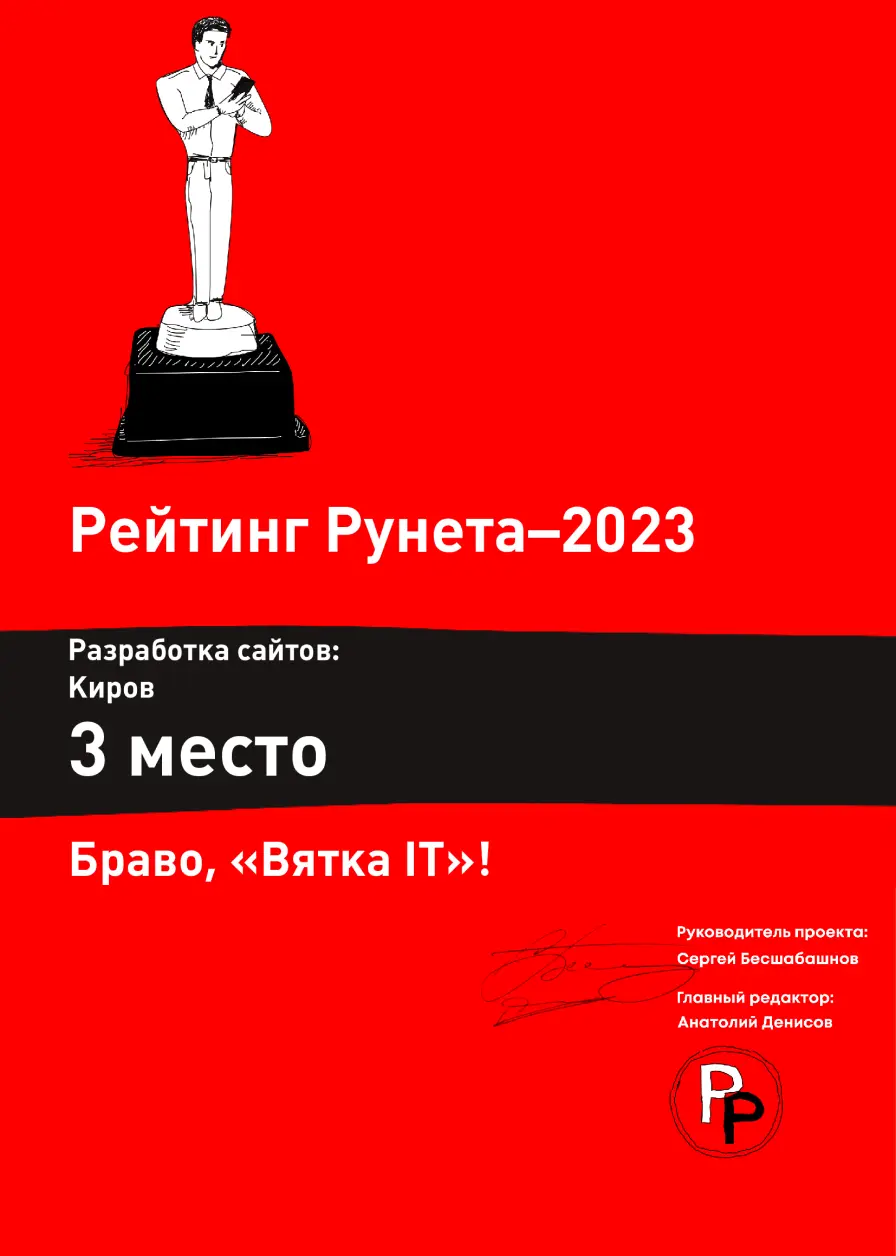 Рейтинг Рунета–2023
Разработка сайтов:
Киров
3 место
Браво, «Вятка IT»!
Руководитель проекта:
Сергей Бесшабашнов
Главный редактор:
Анатолий Денисов
РР